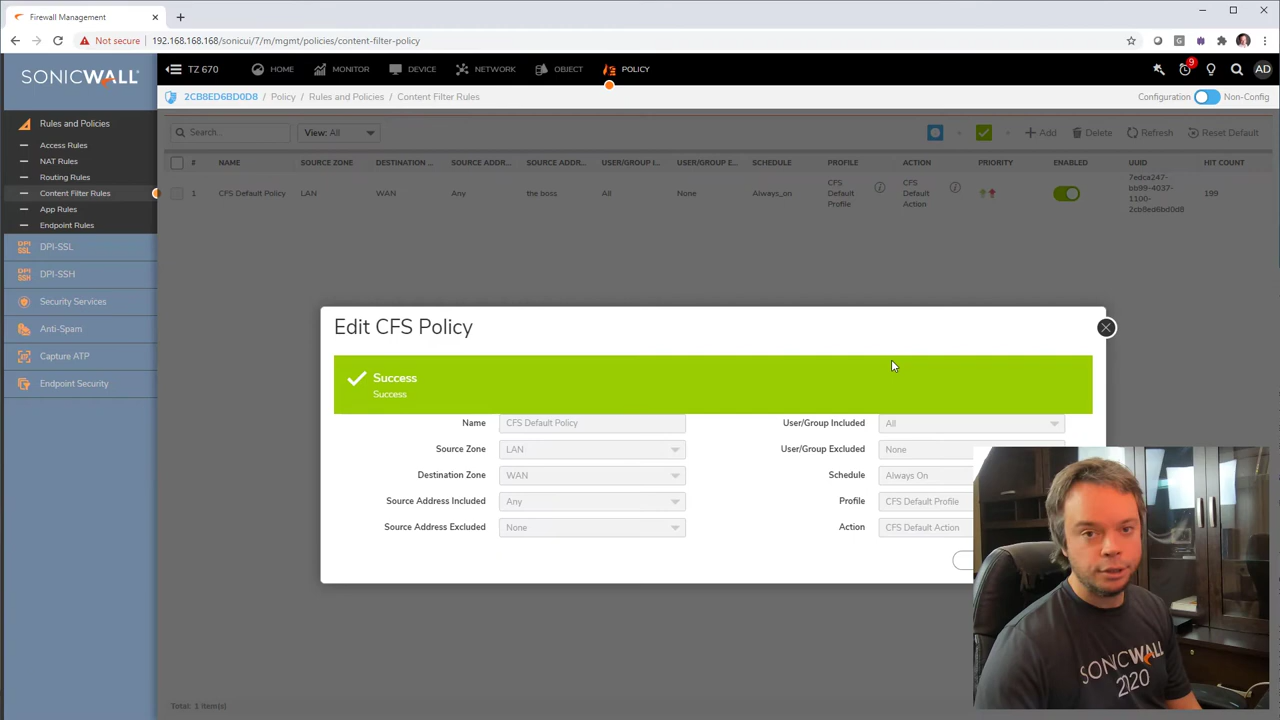 Firewall Management
Not secure 192.168.168.168/sonicui/7/m/mgmt/policies/content-filter-policy
SONICWALL
TZ 670 HOME MONITOR DEVICE NETWORK OBJECT POLICY 9 AD
2CB8ED6BD0D8 / Policy / Rules and Policies / Content Filter Rules Configuration Non-Config
Rules and Policies
Access Rules
NAT Rules
Routing Rules
Content Filter Rules
App Rules
Endpoint Rules
DPI-SSL
DPI-SSH
Security Services
Anti-Spam
Capture ATP
Endpoint Security
Search... View: All Add Delete Refresh Reset Default
# NAME SOURCE ZONE DESTINATION ... SOURCE ADDR... SOURCE ADDR... USER/GROUP I... USER/GROUP E... SCHEDULE PROFILE ACTION PRIORITY ENABLED UUID HIT COUNT
1 CFS Default Policy LAN WAN Any the boss All None Always_on CFS Default Profile CFS Default Action 7edca247-bb99-4037-1100-2cb8ed6bd0d8 199
Edit CFS Policy
Success
Success
Name CFS Default Policy User/Group Included All
Source Zone LAN User/Group Excluded None
Destination Zone WAN Schedule Always On
Source Address Included Any Profile CFS Default Profile
Source Address Excluded None Action CFS Default Action
Total: 1 item(s)
SONICWALL
2020